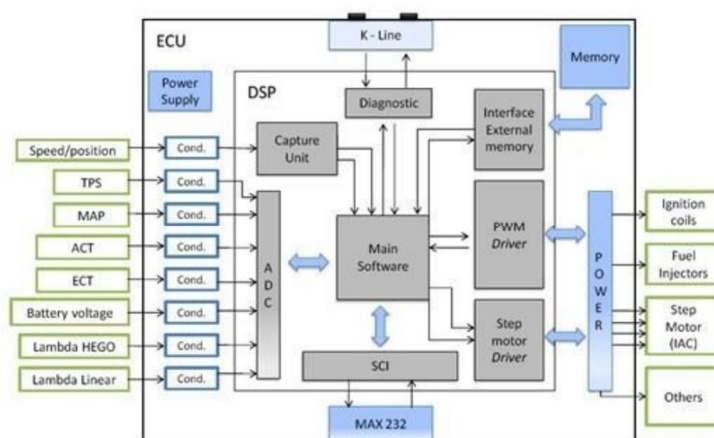 ECU
K - Line
Memory
Power
Supply
DSP
Diagnostic
Interface
External
memory
Capture
Unit
Speed/position
Cond.
TPS
Cond.
MAP
Cond.
ACT
Cond.
ECT
Cond.
Battery voltage
Cond.
Lambda HEGO
Cond.
Lambda Linear
Cond.
ADC
Main
Software
PWM
Driver
Step
motor
Driver
SCI
MAX 232
POWER
Ignition
coils
Fuel
Injectors
Step
Motor
(IAC)
Others